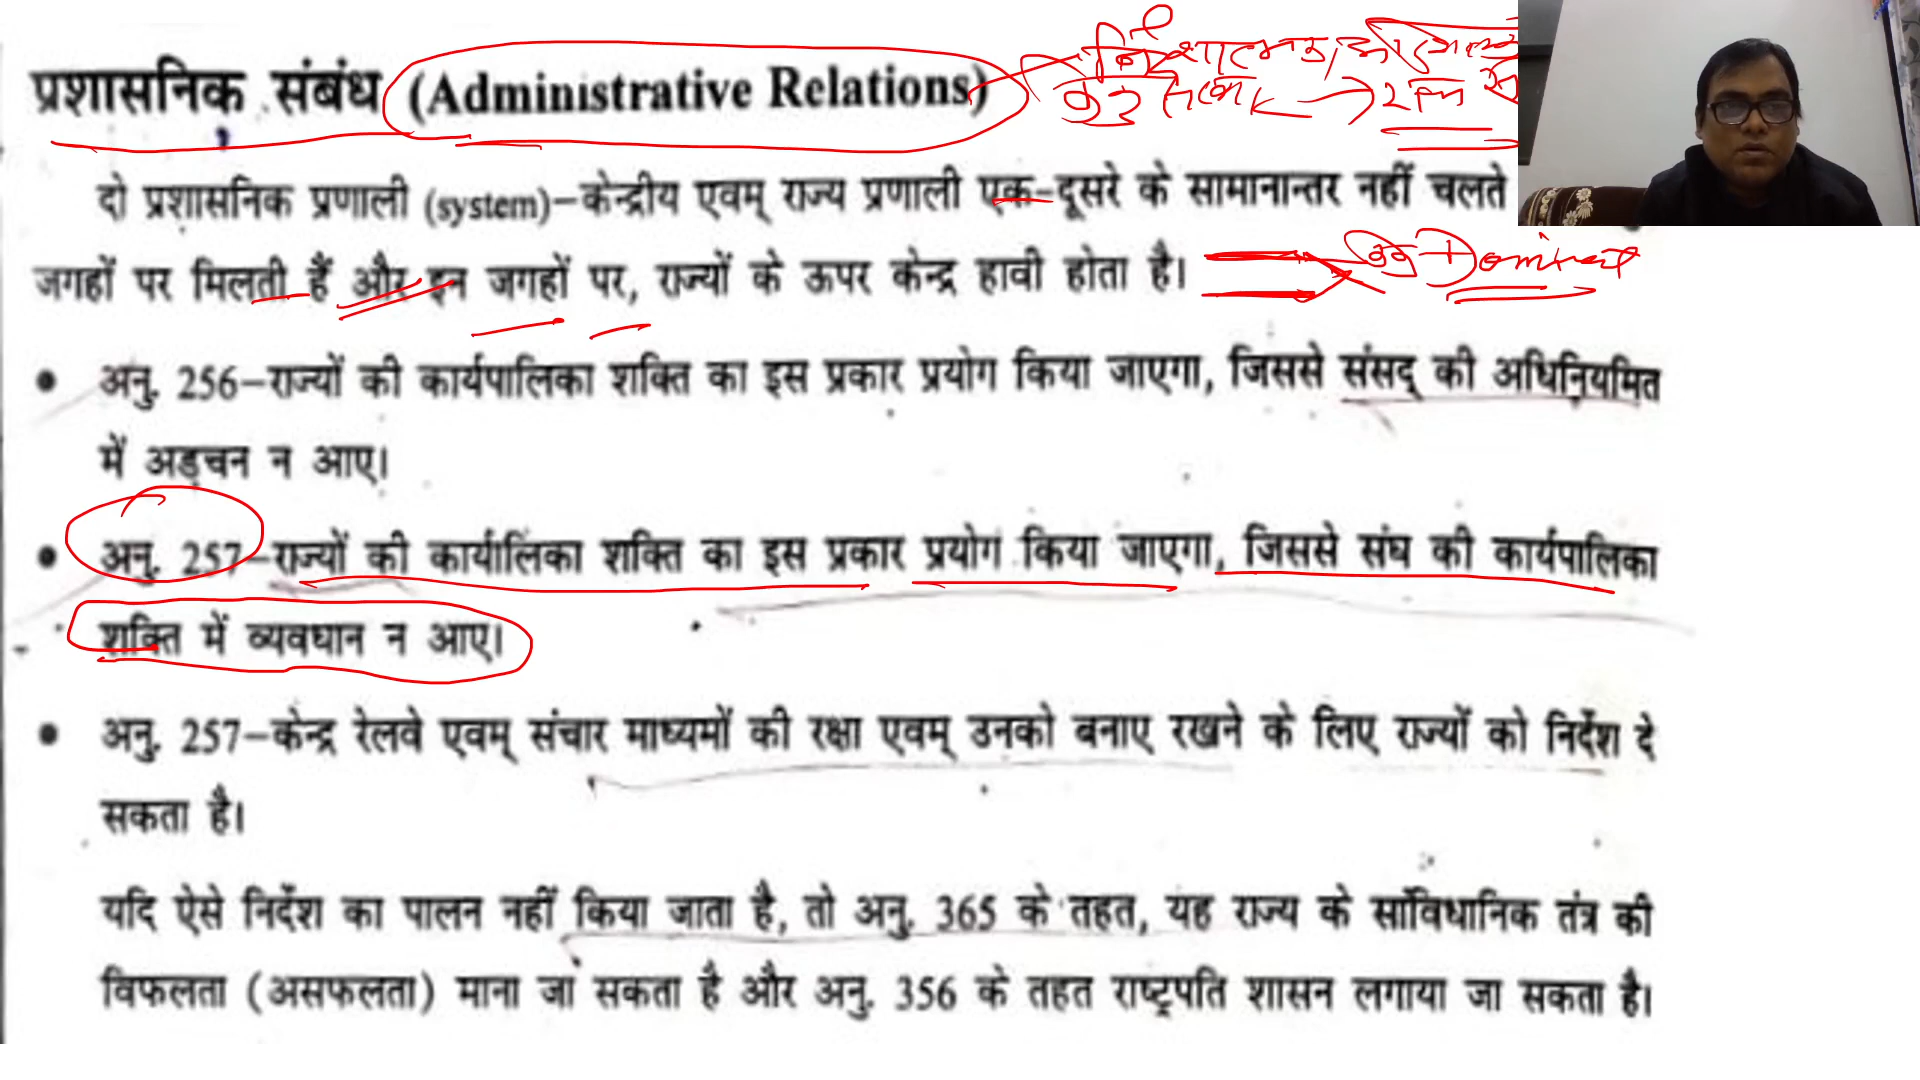 प्रशासनिक संबंध (Administrative Relations)
दो प्रशासनिक प्रणाली (system)–केन्द्रीय एवम् राज्य प्रणाली एक-दूसरे के सामानान्तर नहीं चलते
जगहों पर मिलती हैं और इन जगहों पर, राज्यों के ऊपर केन्द्र हावी होता है। Dominant
• अनु. 256–राज्यों की कार्यपालिका शक्ति का इस प्रकार प्रयोग किया जाएगा, जिससे संसद् की अधिनियमित
में अड़चन न आए।
• अनु. 257–राज्यों की कार्यालिका शक्ति का इस प्रकार प्रयोग किया जाएगा, जिससे संघ की कार्यपालिका
शक्ति में व्यवधान न आए।
• अनु. 257–केन्द्र रेलवे एवम् संचार माध्यमों की रक्षा एवम् उनको बनाए रखने के लिए राज्यों को निर्देश दे
सकता है।
यदि ऐसे निर्देश का पालन नहीं किया जाता है, तो अनु. 365 के तहत, यह राज्य के सांविधानिक तंत्र की
विफलता (असफलता) माना जा सकता है और अनु. 356 के तहत राष्ट्रपति शासन लगाया जा सकता है।